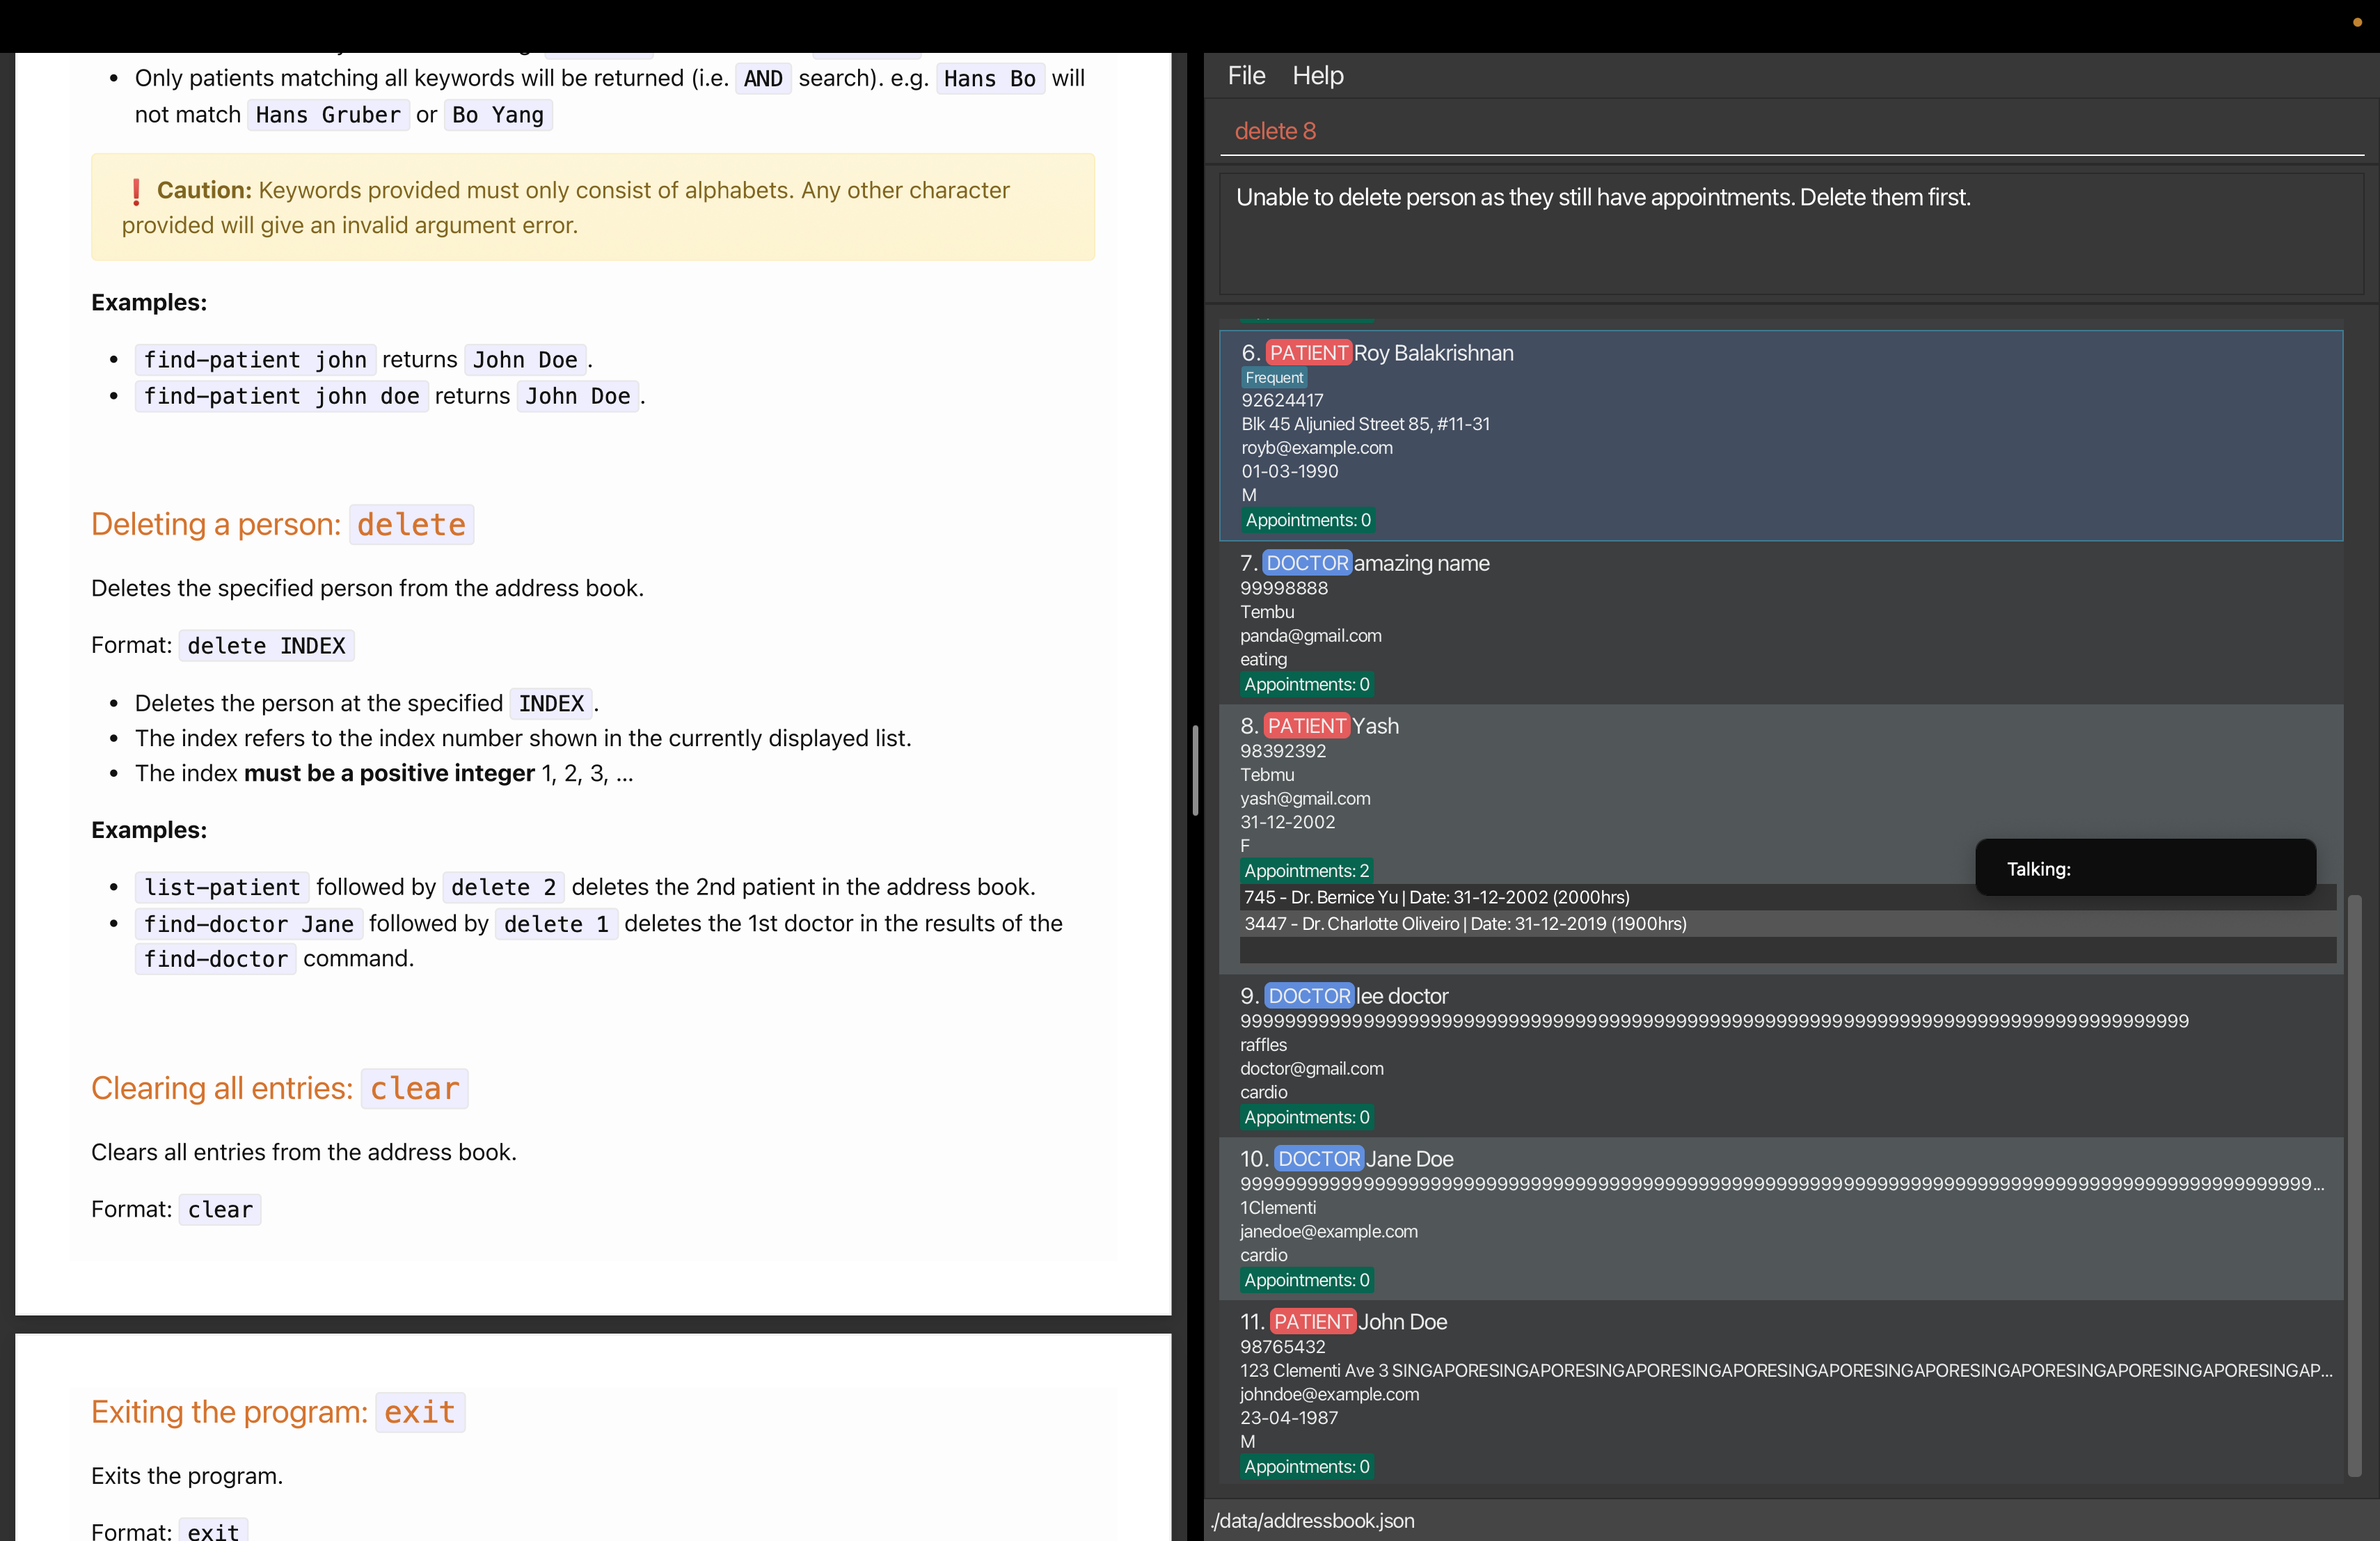 Only patients matching all keywords will be returned (i.e. AND search). e.g. Hans Bo will
not match Hans Gruber or Bo Yang
❗ Caution: Keywords provided must only consist of alphabets. Any other character
provided will give an invalid argument error.
Examples:
find-patient john returns John Doe.
find-patient john doe returns John Doe.
Deleting a person: delete
Deletes the specified person from the address book.
Format: delete INDEX
Deletes the person at the specified INDEX.
The index refers to the index number shown in the currently displayed list.
The index must be a positive integer 1, 2, 3, ...
Examples:
list-patient followed by delete 2 deletes the 2nd patient in the address book.
find-doctor Jane followed by delete 1 deletes the 1st doctor in the results of the
find-doctor command.
Clearing all entries: clear
Clears all entries from the address book.
Format: clear
Exiting the program: exit
Exits the program.
Format: exit
File Help
delete 8
Unable to delete person as they still have appointments. Delete them first.
6. PATIENT Roy Balakrishnan
Frequent
92624417
Blk 45 Aljunied Street 85, #11-31
royb@example.com
01-03-1990
M
Appointments: 0
7. DOCTOR amazing name
99998888
Tembu
panda@gmail.com
eating
Appointments: 0
8. PATIENT Yash
98392392
Tebmu
yash@gmail.com
31-12-2002
F
Appointments: 2
745 - Dr. Bernice Yu | Date: 31-12-2002 (2000hrs)
3447 - Dr. Charlotte Oliveiro | Date: 31-12-2019 (1900hrs)
Talking:
9. DOCTOR lee doctor
raffles
doctor@gmail.com
cardio
Appointments: 0
10. DOCTOR Jane Doe
1Clementi
janedoe@example.com
cardio
Appointments: 0
11. PATIENT John Doe
98765432
123 Clementi Ave 3 SINGAPORESINGAPORESINGAPORESINGAPORESINGAPORESINGAPORESINGAPORESINGAPORESINGAPORESINGAP...
johndoe@example.com
23-04-1987
M
Appointments: 0
./data/addressbook.json